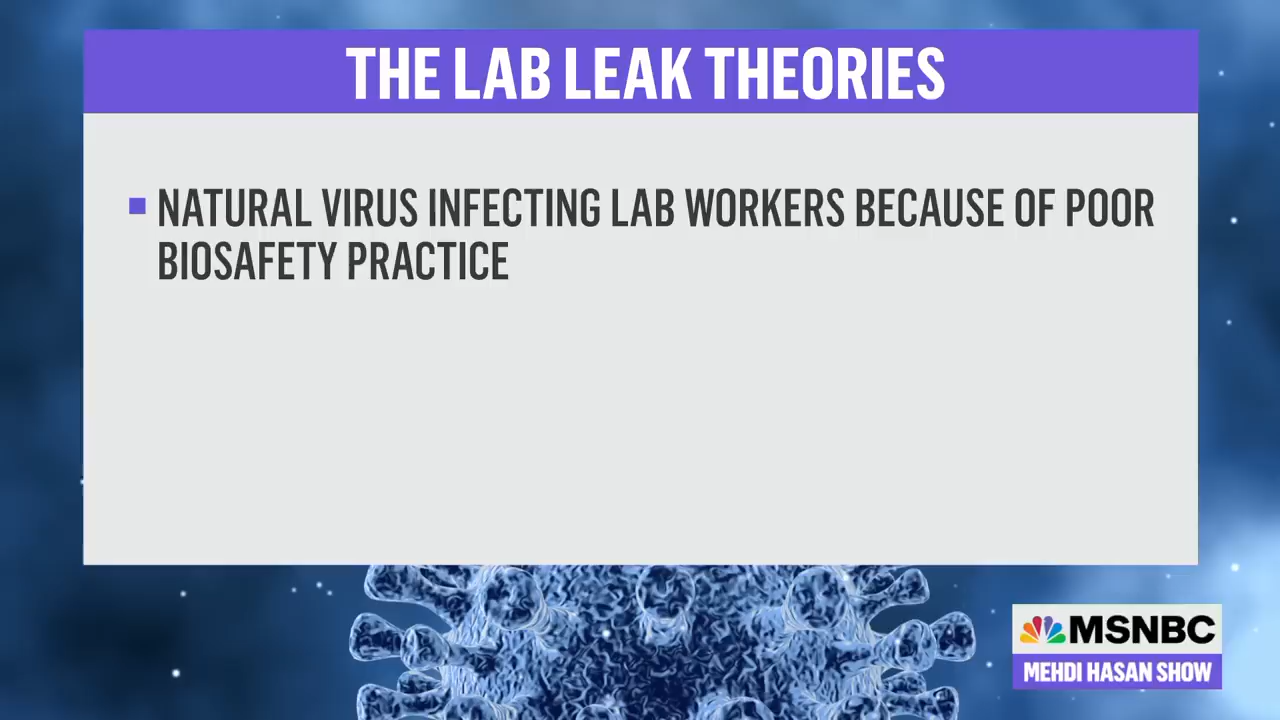 THE LAB LEAK THEORIES
NATURAL VIRUS INFECTING LAB WORKERS BECAUSE OF POOR
BIOSAFETY PRACTICE
MSNBC
MEHDI HASAN SHOW